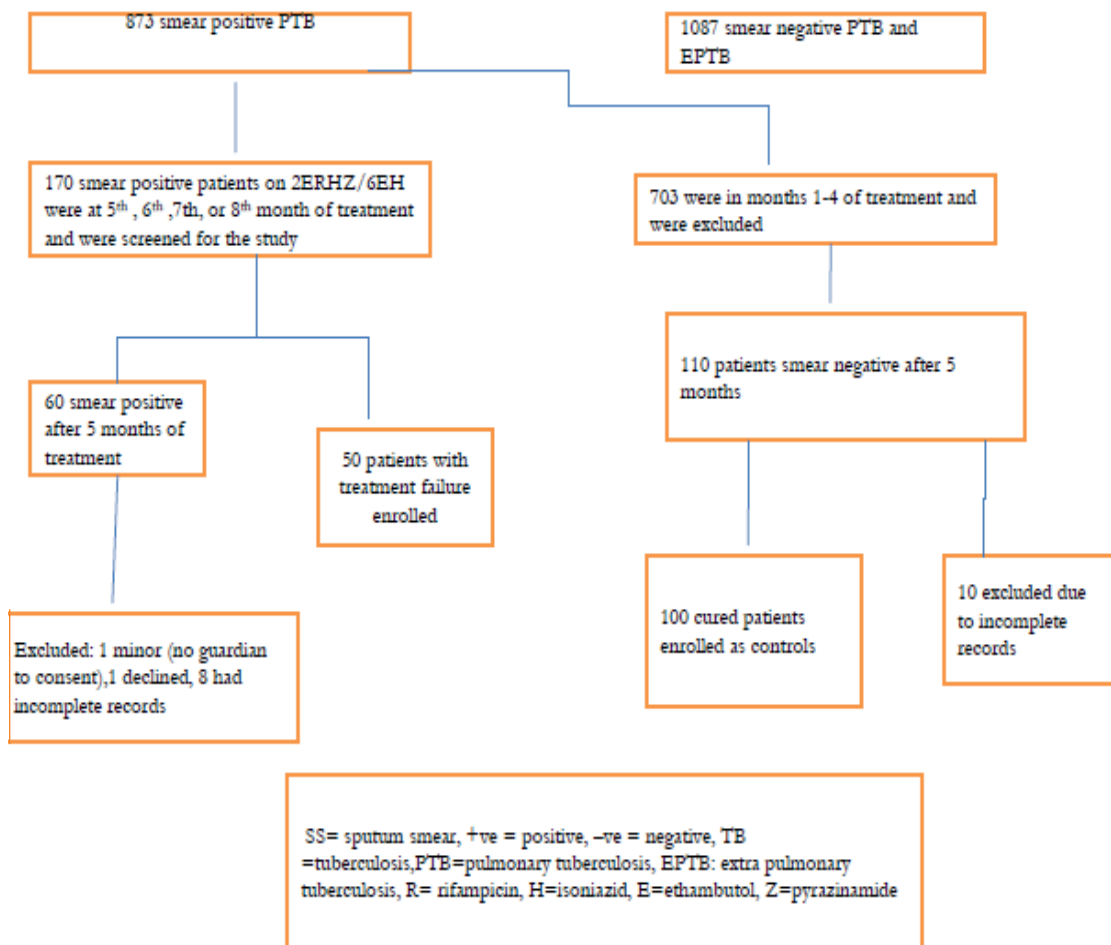 873 smear positive PTB
1087 smear negative PTB and
EPTB
170 smear positive patients on 2ERHZ/6EH
were at 5th , 6th ,7th, or 8th month of treatment
and were screened for the study
703 were in months 1-4 of treatment and
were excluded
110 patients smear negative after 5
months
60 smear positive
after 5 months of
treatment
50 patients with
treatment failure
enrolled
100 cured patients
enrolled as controls
10 excluded due
to incomplete
records
Excluded: 1 minor (no guardian
to consent),1 declined, 8 had
incomplete records
SS= sputum smear, +ve = positive, –ve = negative, TB
=tuberculosis,PTB=pulmonary tuberculosis, EPTB: extra pulmonary
tuberculosis, R= rifampicin, H=isoniazid, E=ethambutol, Z=pyrazinamide